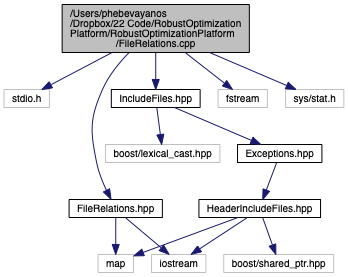 /Users/phebevayanos
/Dropbox/22 Code/RobustOptimization
Platform/RobustOptimizationPlatform
/FileRelations.cpp
stdio.h
IncludeFiles.hpp
fstream
sys/stat.h
boost/lexical_cast.hpp
Exceptions.hpp
FileRelations.hpp
HeaderIncludeFiles.hpp
map
iostream
boost/shared_ptr.hpp